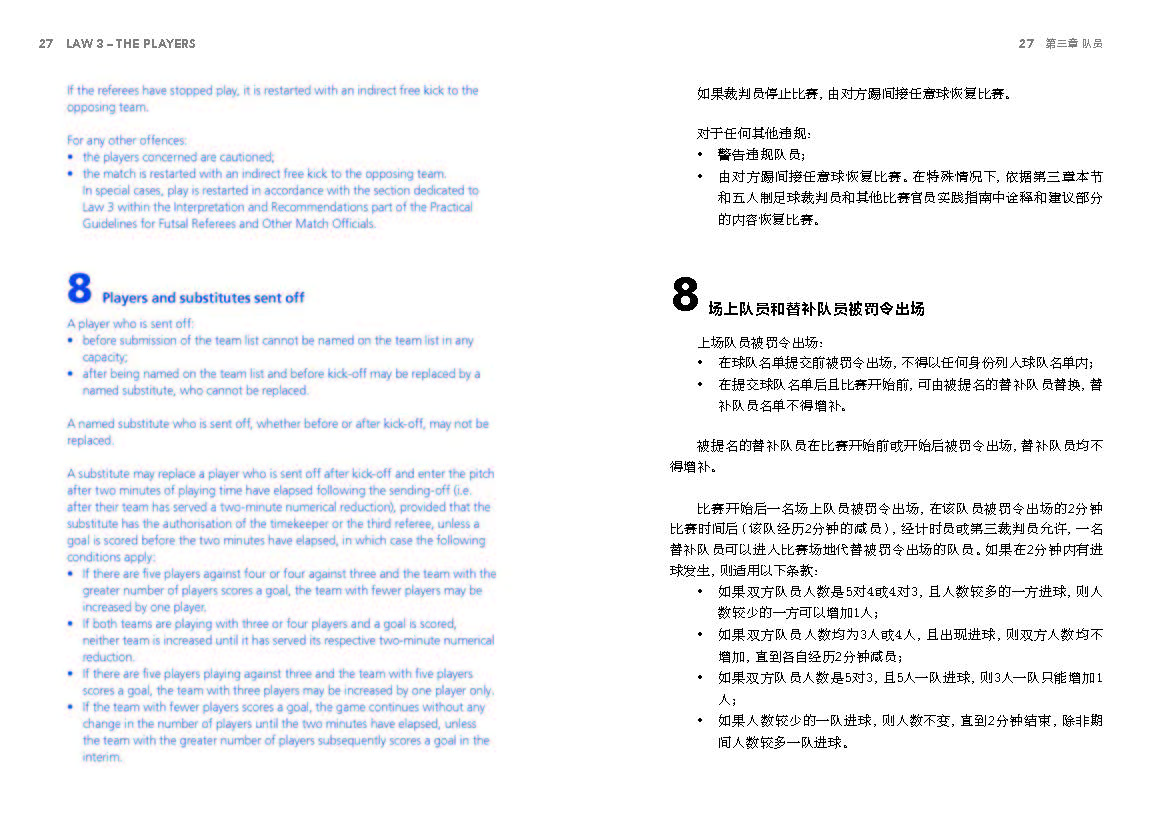 27 LAW 3 – THE PLAYERS
If the referees have stopped play, it is restarted with an indirect free kick to the
opposing team.
For any other offences:
• the players concerned are cautioned;
• the match is restarted with an indirect free kick to the opposing team.
In special cases, play is restarted in accordance with the section dedicated to
Law 3 within the Interpretation and Recommendations part of the Practical
Guidelines for Futsal Referees and Other Match Officials.
8 Players and substitutes sent off
A player who is sent off:
• before submission of the team list cannot be named on the team list in any
capacity;
• after being named on the team list and before kick-off may be replaced by a
named substitute, who cannot be replaced.
A named substitute who is sent off, whether before or after kick-off, may not be
replaced.
A substitute may replace a player who is sent off after kick-off and enter the pitch
after two minutes of playing time have elapsed following the sending-off (i.e.
after their team has served a two-minute numerical reduction), provided that the
substitute has the authorisation of the timekeeper or the third referee, unless a
goal is scored before the two minutes have elapsed, in which case the following
conditions apply:
• If there are five players against four or four against three and the team with the
greater number of players scores a goal, the team with fewer players may be
increased by one player.
• If both teams are playing with three or four players and a goal is scored,
neither team is increased until it has served its respective two-minute numerical
reduction.
• If there are five players playing against three and the team with five players
scores a goal, the team with three players may be increased by one player only.
• If the team with fewer players scores a goal, the game continues without any
change in the number of players until the two minutes have elapsed, unless
the team with the greater number of players subsequently scores a goal in the
interim.
27 第三章 队员
如果裁判员停止比赛，由对方踢间接任意球恢复比赛。
对于任何其他违规：
• 警告违规队员；
• 由对方踢间接任意球恢复比赛。在特殊情况下，依据第三章本节
和五人制足球裁判员和其他比赛官员实践指南中诠释和建议部分
的内容恢复比赛。
8 场上队员和替补队员被罚令出场
上场队员被罚令出场：
• 在球队名单提交前被罚令出场，不得以任何身份列入球队名单内；
• 在提交球队名单后且比赛开始前，可由被提名的替补队员替换，替
补队员名单不得增补。
被提名的替补队员在比赛开始前或开始后被罚令出场，替补队员均不
得增补。
比赛开始后一名场上队员被罚令出场，在该队员被罚令出场的2分钟
比赛时间后（该队经历2分钟的减员），经计时员或第三裁判员允许，一名
替补队员可以进入比赛场地代替被罚令出场的队员。如果在2分钟内有进
球发生，则适用以下条款：
• 如果双方队员人数是5对4或4对3，且人数较多的一方进球，则人
数较少的一方可以增加1人；
• 如果双方队员人数均为3人或4人，且出现进球，则双方人数均不
增加，直到各自经历2分钟减员；
• 如果双方队员人数是5对3，且5人一队进球，则3人一队只能增加1
人；
• 如果人数较少的一队进球，则人数不变，直到2分钟结束，除非期
间人数较多一队进球。